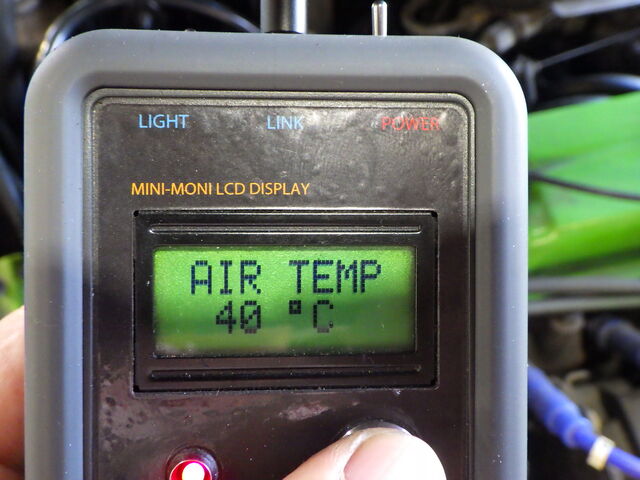 LIGHT LINK POWER
MINI-MONI LCD DISPLAY
AIR TEMP
40 °C